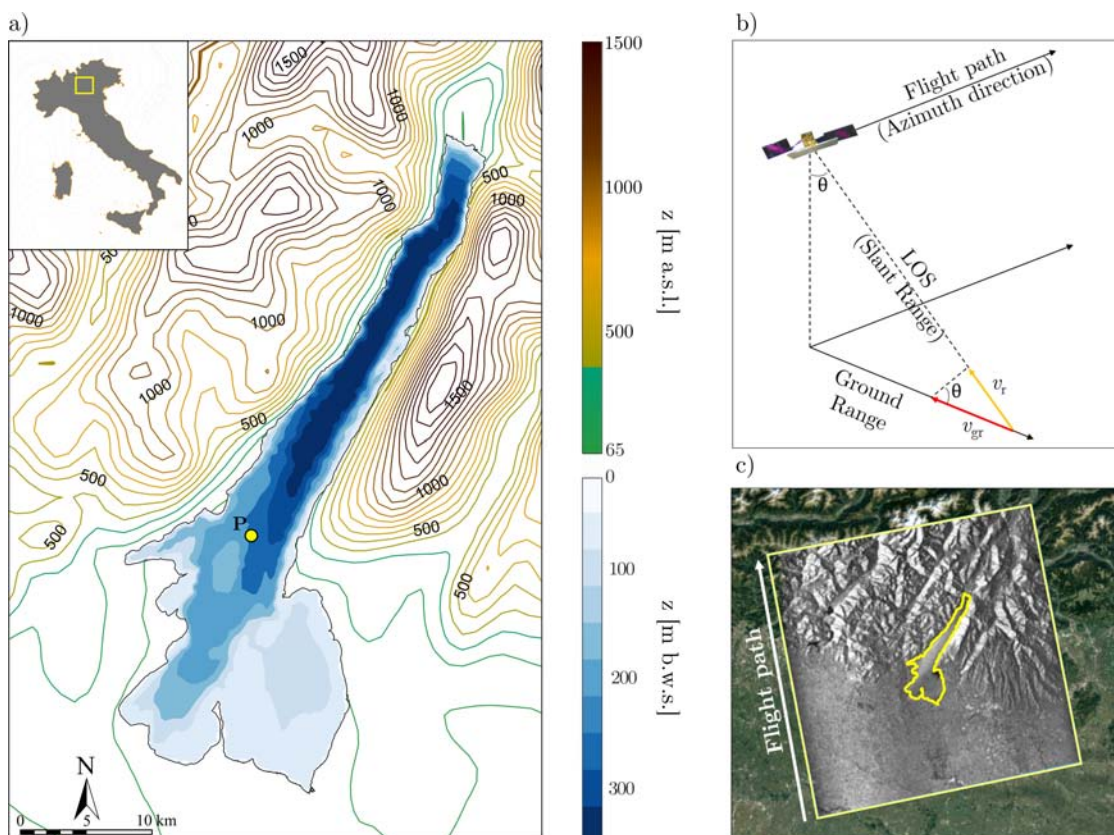 a)
1500
1000
1000
500
1000
500
1000
1000
1000
1500
500
1000
500
500
500
P
N
0 5 10 km
1500
1000
500
65
z [m a.s.l.]
0
100
200
300
z [m b.w.s.]
b)
Flight path
(Azimuth direction)
θ
LOS
(Slant Range)
Ground
Range
θ
v_r
v_gr
c)
Flight path